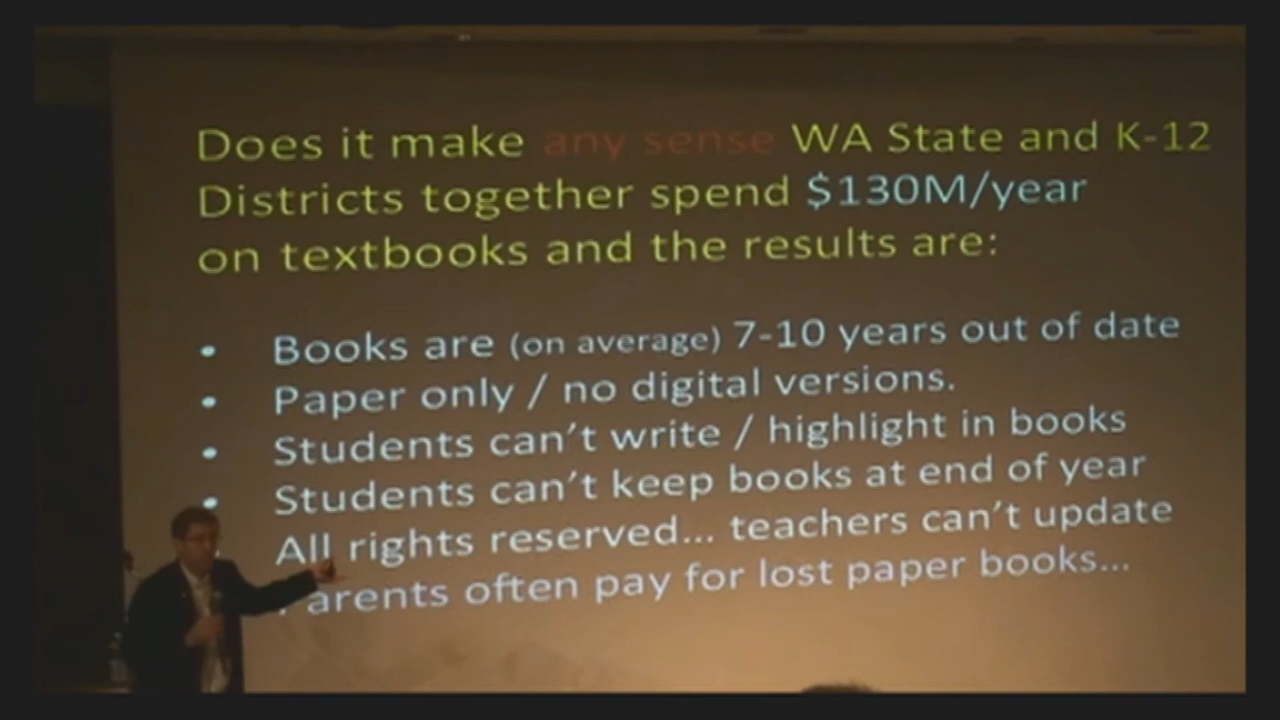 Does it make any sense WA State and K-12
Districts together spend $130M/year
on textbooks and the results are:
• Books are (on average) 7-10 years out of date
• Paper only / no digital versions.
• Students can't write / highlight in books
• Students can't keep books at end of year
All rights reserved... teachers can't update
Parents often pay for lost paper books...